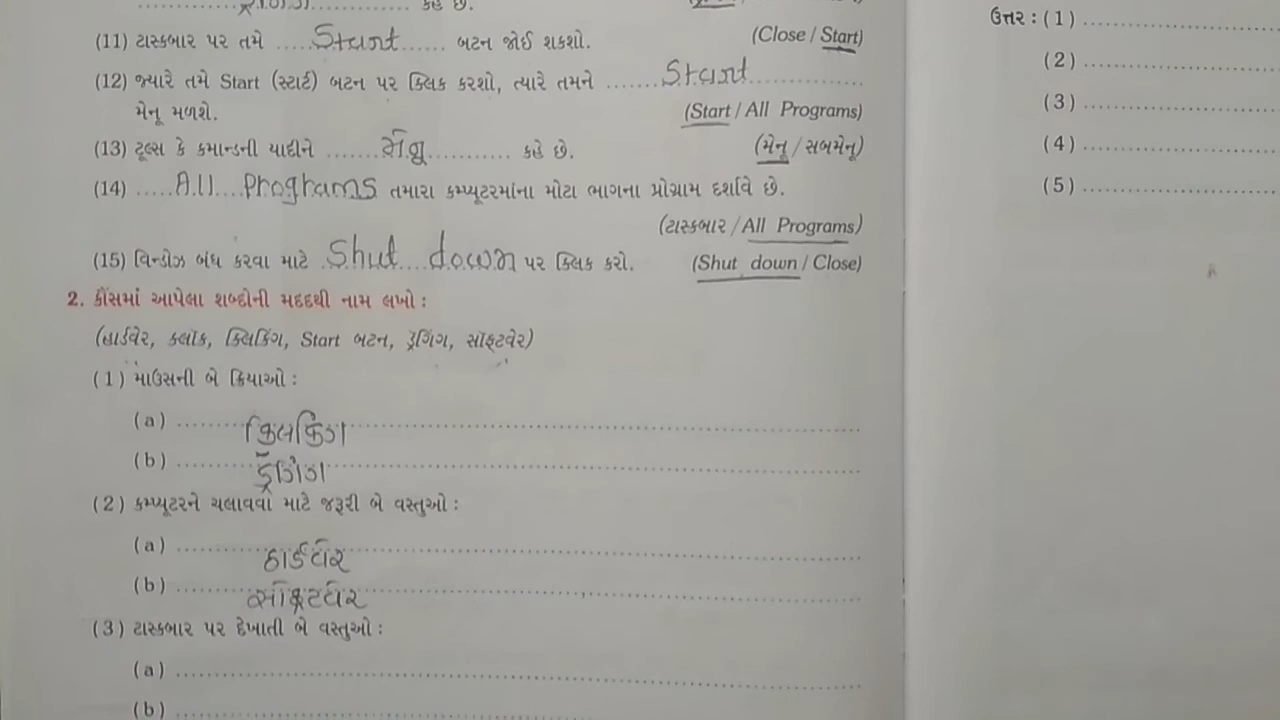 ડ્રેગિંગ કહે છે.
(11) ટાસ્કબાર પર તમે ..... Start ...... બટન જોઈ શકશો. (Close / Start)
(12) જ્યારે તમે Start (સ્ટાર્ટ) બટન પર ક્લિક કરશો, ત્યારે તમને ....... Start ...............
મેનૂ મળશે. (Start / All Programs)
(13) ટૂલ્સ કે કમાન્ડની યાદીને ....... મેનૂ ........... કહે છે. (મેનૂ / સબમેનૂ)
(14) ..... All Programs તમારા કમ્પ્યૂટરમાંના મોટા ભાગના પ્રોગ્રામ દર્શાવે છે.
(ટાસ્કબાર / All Programs)
(15) વિન્ડોઝ બંધ કરવા માટે Shut down પર ક્લિક કરો. (Shut down / Close)
2. કૌંસમાં આપેલા શબ્દોની મદદથી નામ લખો :
(હાર્ડવેર, ક્લૉક, ક્લિકિંગ, Start બટન, ડ્રૅગિંગ, સૉફ્ટવેર)
(1) માઉસની બે ક્રિયાઓ :
(a) ક્લિકિંગ
(b) ડ્રૅગિંગ
(2) કમ્પ્યૂટરને ચલાવવા માટે જરૂરી બે વસ્તુઓ :
(a) હાર્ડવેર
(b) સોફ્ટવેર
(3) ટાસ્કબાર પર દેખાતી બે વસ્તુઓ :
(a) ........
(b) ........
ઉત્તર : (1) ........
(2) ........
(3) ........
(4) ........
(5) ........